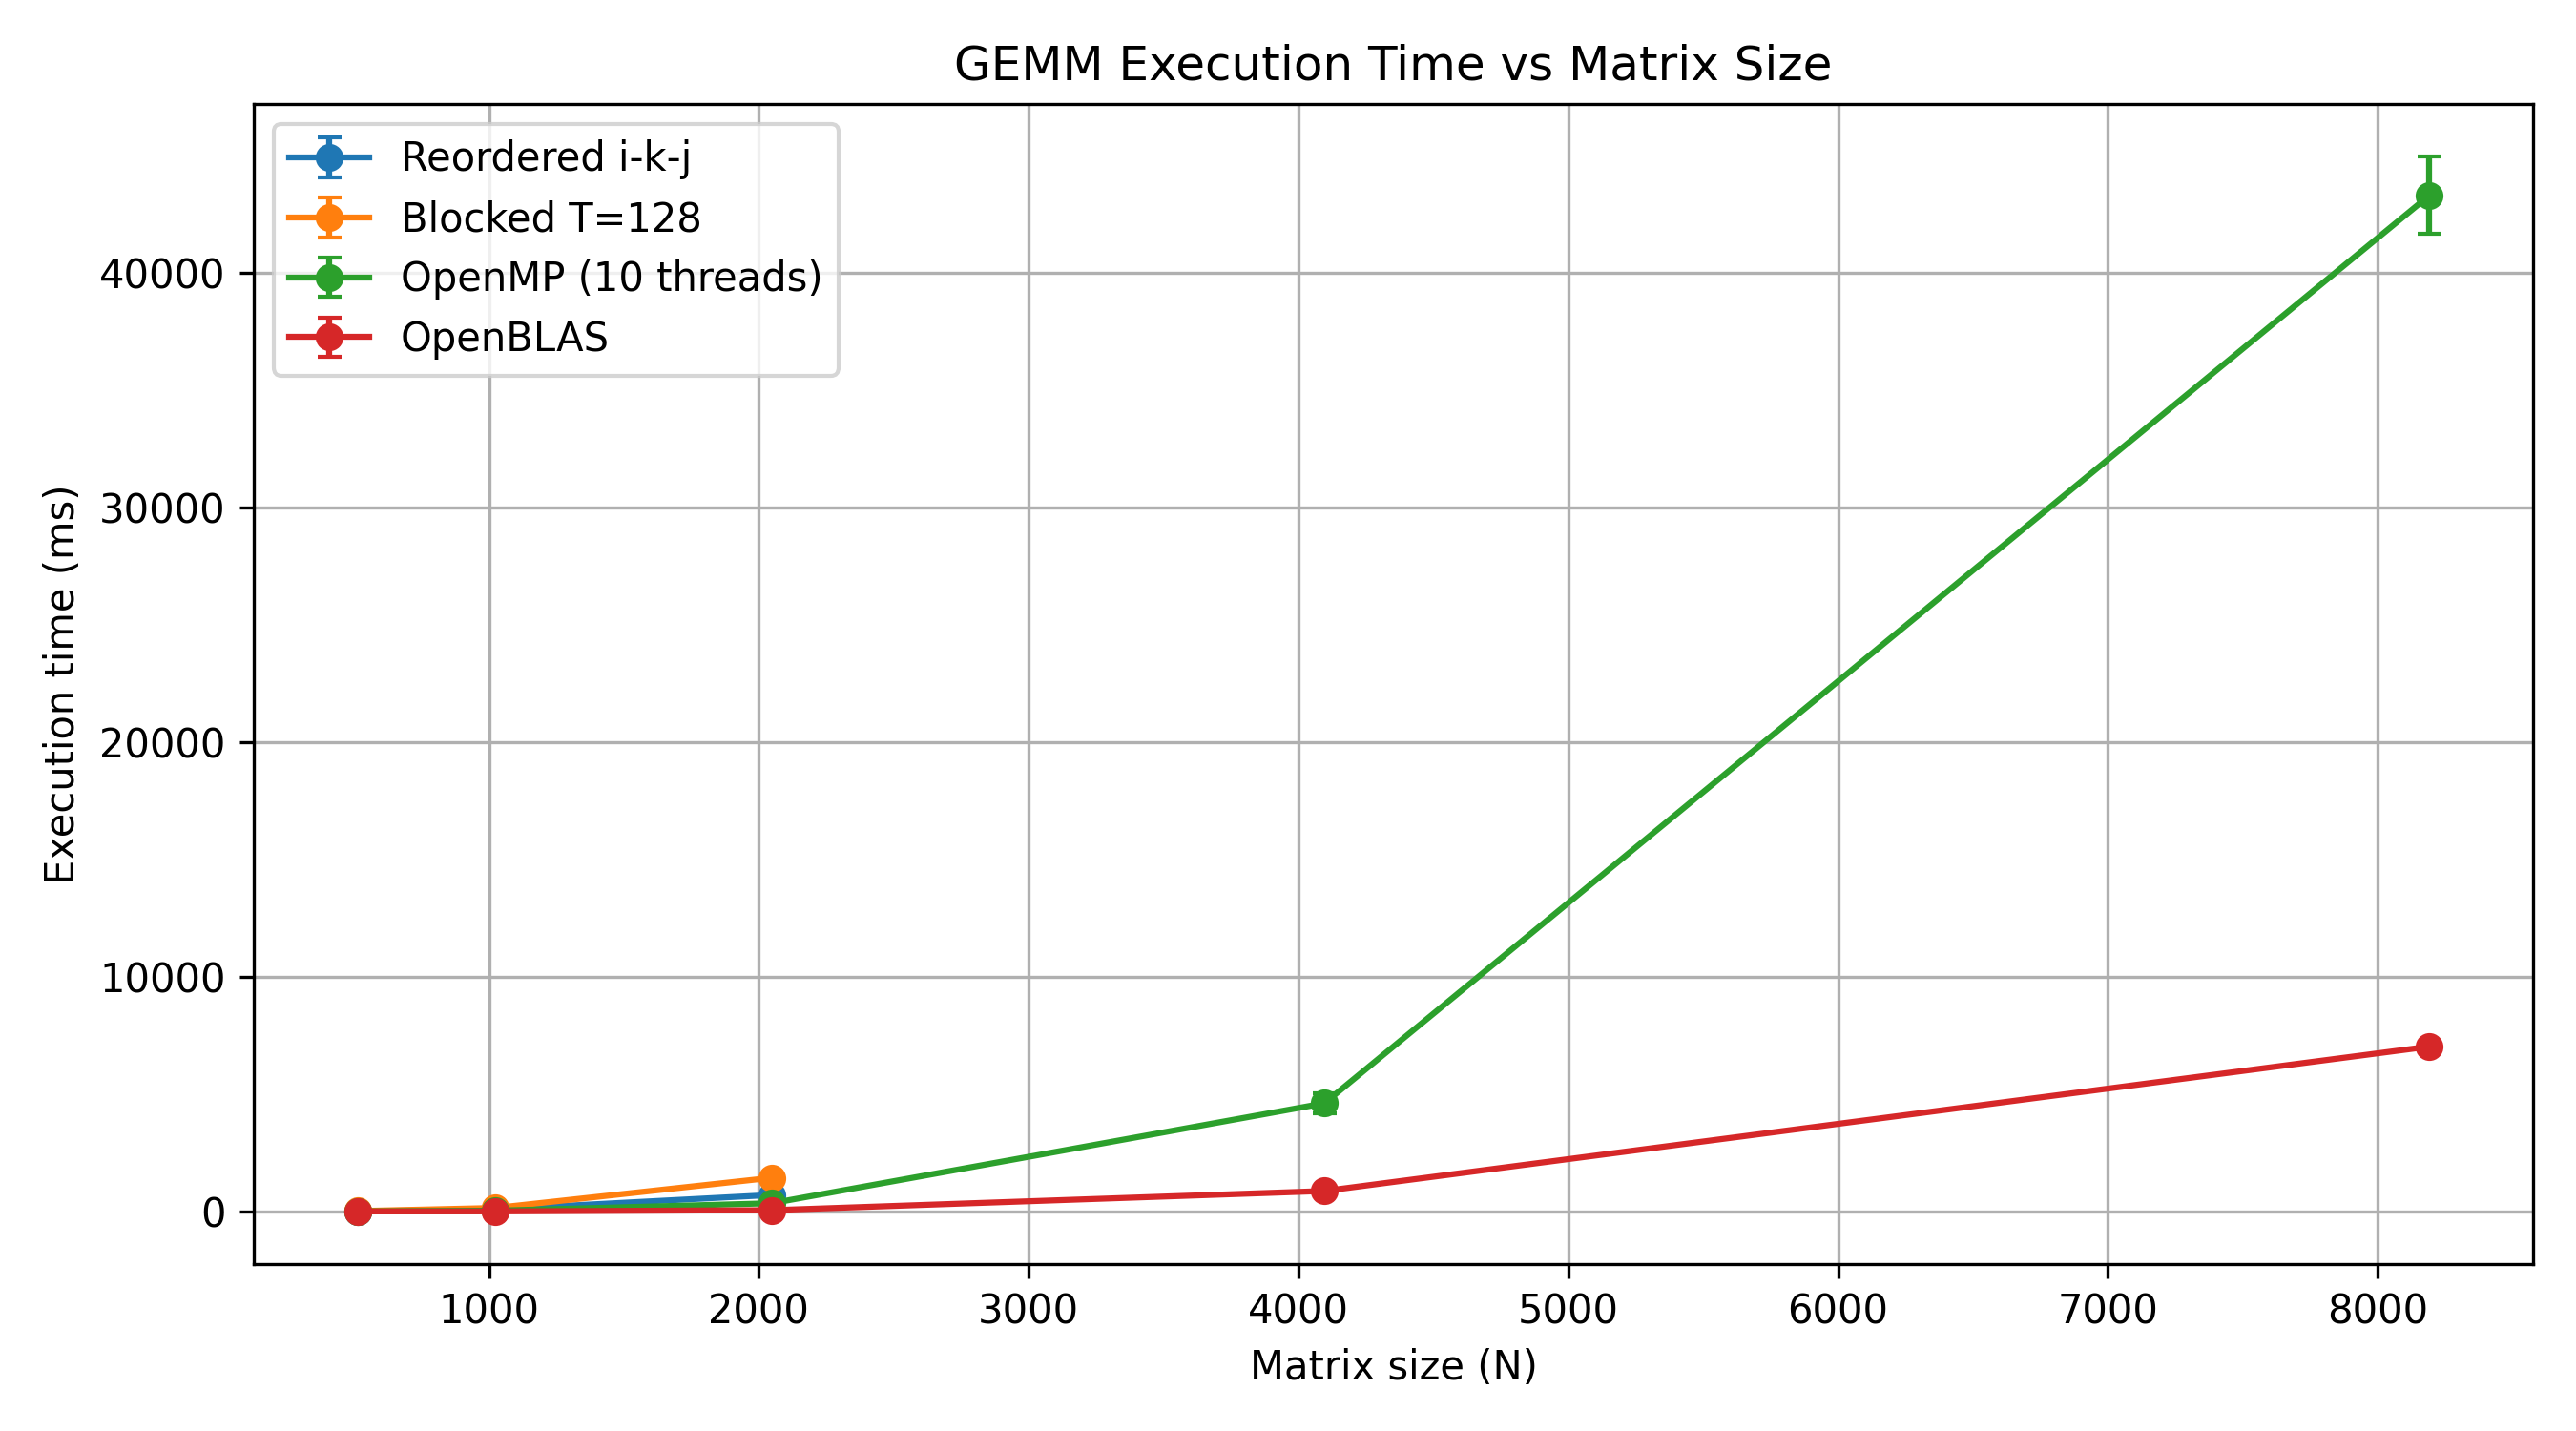 GEMM Execution Time vs Matrix Size
Reordered i-k-j
Blocked T=128
OpenMP (10 threads)
OpenBLAS
40000
30000
20000
10000
0
Execution time (ms)
1000 2000 3000 4000 5000 6000 7000 8000
Matrix size (N)